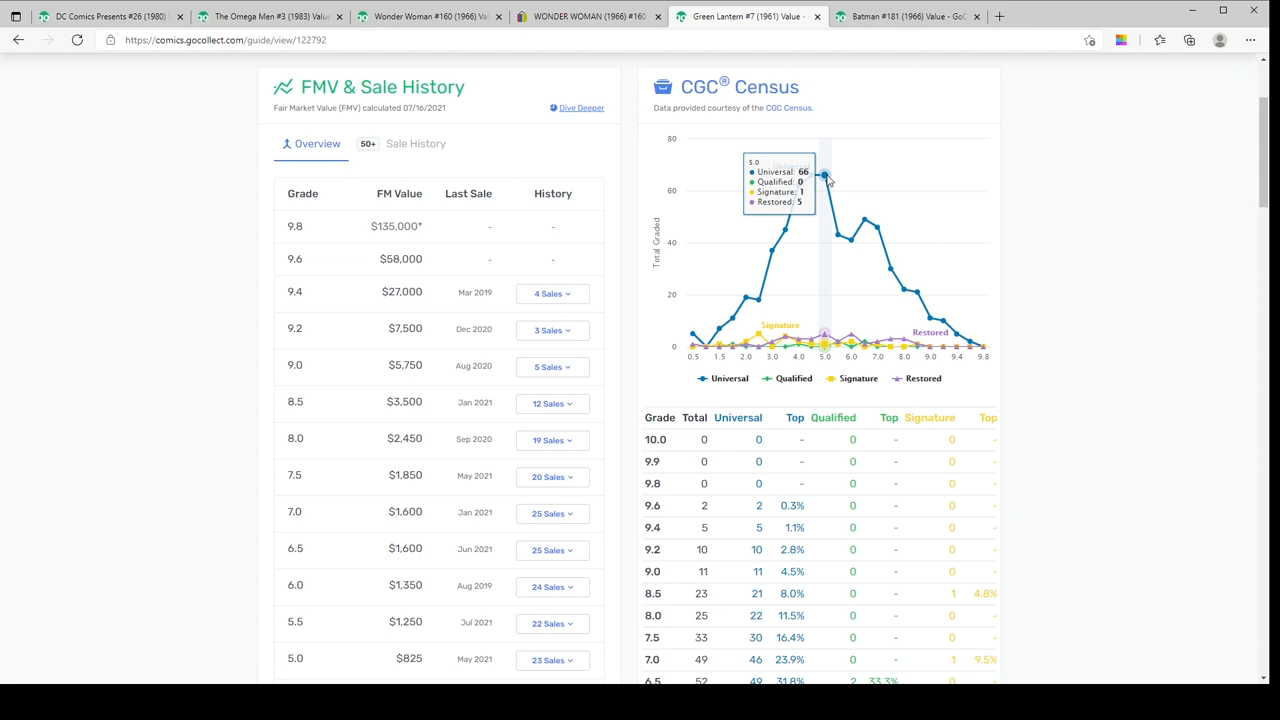 DC Comics Presents #26 (1980)
The Omega Men #3 (1983) Valu
Wonder Woman #160 (1966) Va
WONDER WOMAN (1966) #160
Green Lantern #7 (1961) Value -
Batman #181 (1966) Value - GoC
https://comics.gocollect.com/guide/view/122792
FMV & Sale History
Fair Market Value (FMV) calculated 07/16/2021
Dive Deeper
Overview 50+ Sale History
Grade FM Value Last Sale History
9.8 $135,000* - -
9.6 $58,000 - -
9.4 $27,000 Mar 2019 4 Sales
9.2 $7,500 Dec 2020 3 Sales
9.0 $5,750 Aug 2020 5 Sales
8.5 $3,500 Jan 2021 12 Sales
8.0 $2,450 Sep 2020 19 Sales
7.5 $1,850 May 2021 20 Sales
7.0 $1,600 Jan 2021 25 Sales
6.5 $1,600 Jun 2021 25 Sales
6.0 $1,350 Aug 2019 24 Sales
5.5 $1,250 Jul 2021 22 Sales
5.0 $825 May 2021 23 Sales
CGC® Census
Data provided courtesy of the CGC Census.
80
60
40
20
0
Total Graded
Universal
5.0
Universal: 66
Qualified: 0
Signature: 1
Restored: 5
Signature
Restored
0.5 1.5 2.0 3.0 4.0 5.0 6.0 7.0 8.0 9.0 9.4 9.8
Universal Qualified Signature Restored
Grade Total Universal Top Qualified Top Signature Top
10.0 0 0 - 0 - 0 -
9.9 0 0 - 0 - 0 -
9.8 0 0 - 0 - 0 -
9.6 2 2 0.3% 0 - 0 -
9.4 5 5 1.1% 0 - 0 -
9.2 10 10 2.8% 0 - 0 -
9.0 11 11 4.5% 0 - 0 -
8.5 23 21 8.0% 0 - 1 4.8%
8.0 25 22 11.5% 0 - 0 -
7.5 33 30 16.4% 0 - 0 -
7.0 49 46 23.9% 0 - 1 9.5%
6.5 52 49 31.8% 2 33.3% 0 -